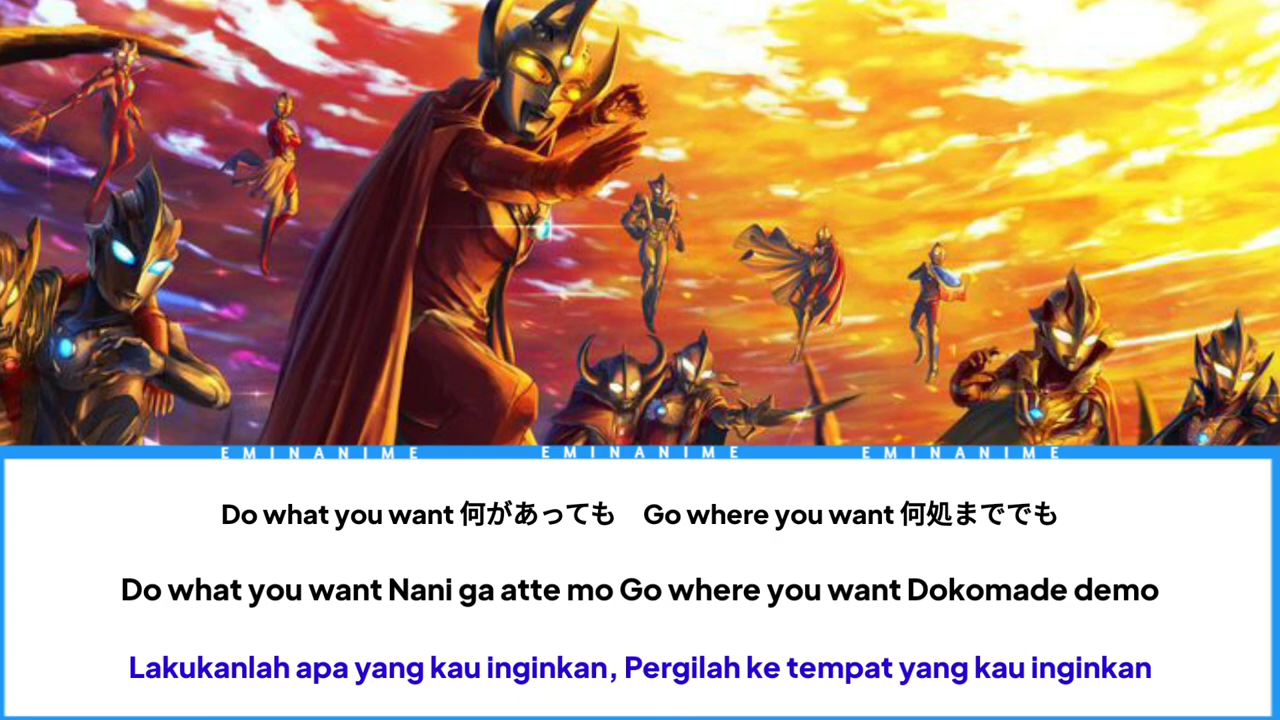 EMINANIME EMINANIME EMINANIME
Do what you want 何があっても　Go where you want 何処まででも
Do what you want Nani ga atte mo Go where you want Dokomade demo
Lakukanlah apa yang kau inginkan, Pergilah ke tempat yang kau inginkan